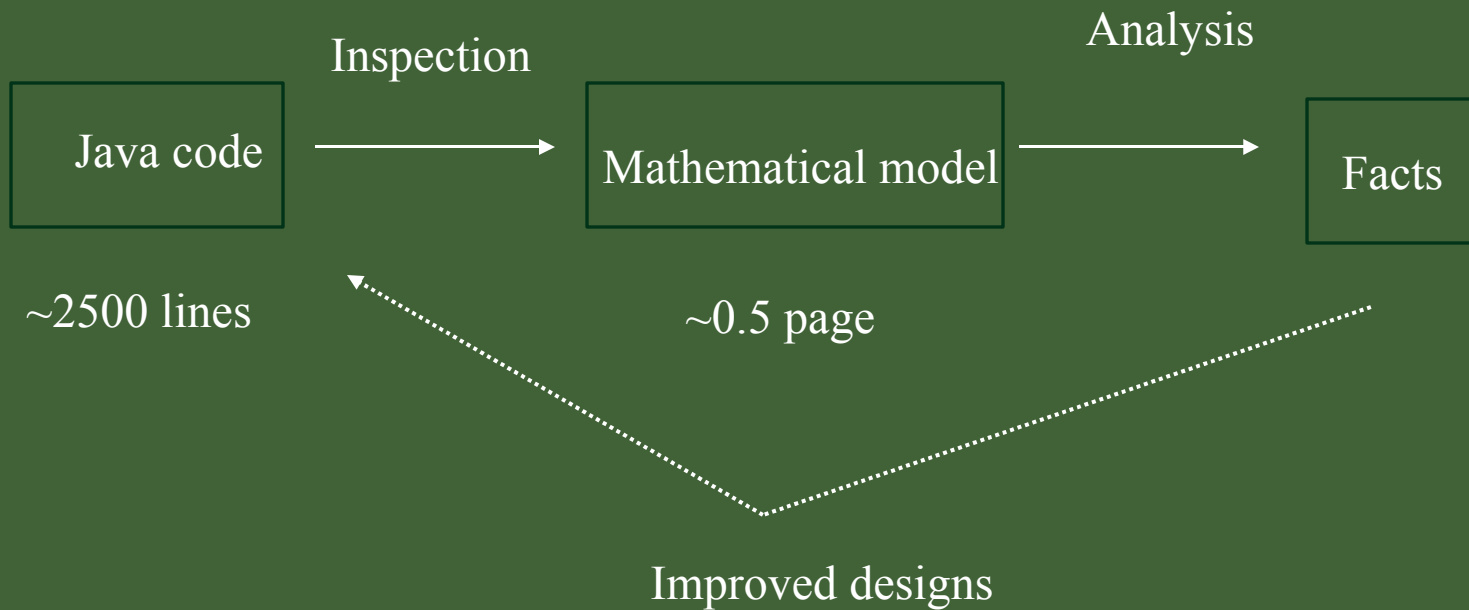 Inspection
Analysis
Java code
Mathematical model
Facts
~2500 lines
~0.5 page
Improved designs